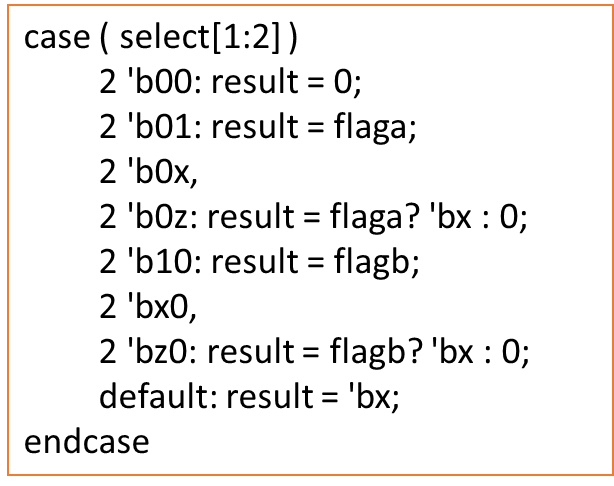 case ( select[1:2] )
2 'b00: result = 0;
2 'b01: result = flaga;
2 'b0x,
2 'b0z: result = flaga? 'bx : 0;
2 'b10: result = flagb;
2 'bx0,
2 'bz0: result = flagb? 'bx : 0;
default: result = 'bx;
endcase